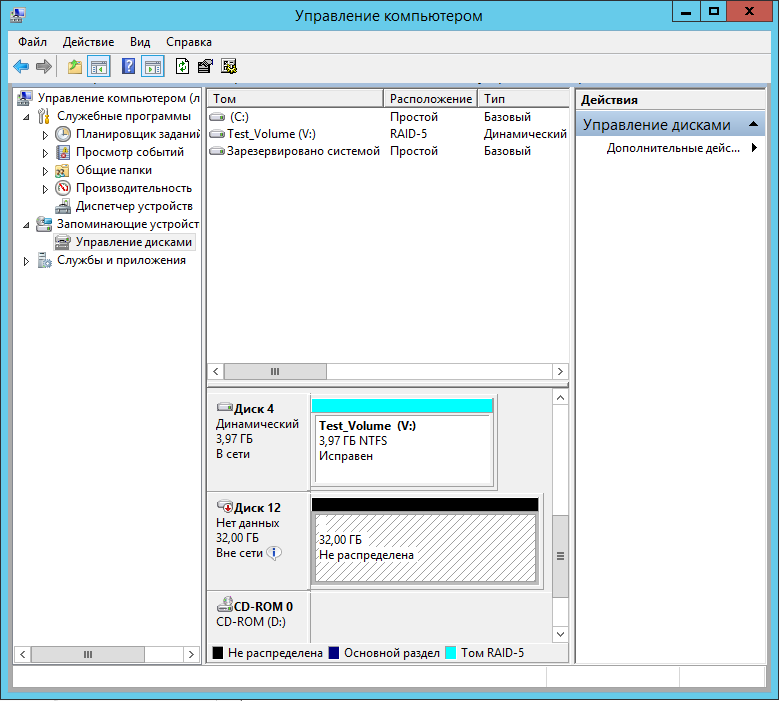 Управление компьютером
Файл Действие Вид Справка
Управление компьютером (л
Служебные программы
Планировщик заданий
Просмотр событий
Общие папки
Производительность
Диспетчер устройств
Запоминающие устройст
Управление дисками
Службы и приложения
Том Расположение Тип
(C:) Простой Базовый
Test_Volume (V:) RAID-5 Динамический
Зарезервировано системой Простой Базовый
Диск 4
Динамический
3,97 ГБ
В сети
Test_Volume (V:)
3,97 ГБ NTFS
Исправен
Диск 12
Нет данных
32,00 ГБ
Вне сети
32,00 ГБ
Не распределена
CD-ROM 0
CD-ROM (D:)
Не распределена Основной раздел Том RAID-5
Действия
Управление дисками
Дополнительные дейс...